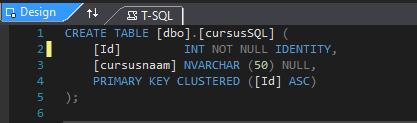 Design T-SQL
1 CREATE TABLE [dbo].[cursusSQL] (
2 [Id] INT NOT NULL IDENTITY,
3 [cursusnaam] NVARCHAR (50) NULL,
4 PRIMARY KEY CLUSTERED ([Id] ASC)
5 );